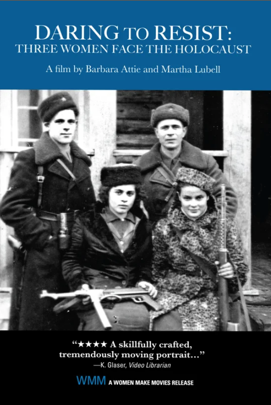 DARING TO RESIST:
THREE WOMEN FACE THE HOLOCAUST
A film by Barbara Attie and Martha Lubell
“★★★★ A skillfully crafted,
tremendously moving portrait…”
—K. Glaser, Video Librarian
WMM A WOMEN MAKE MOVIES RELEASE